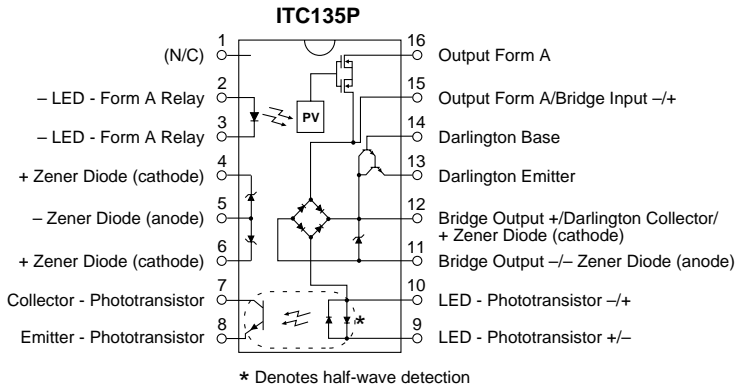 ITC135P
1
(N/C)
2
– LED - Form A Relay
3
– LED - Form A Relay
4
+ Zener Diode (cathode)
5
– Zener Diode (anode)
6
+ Zener Diode (cathode)
7
Collector - Phototransistor
8
Emitter - Phototransistor
PV
*
16
Output Form A
15
Output Form A/Bridge Input –/+
14
Darlington Base
13
Darlington Emitter
12
Bridge Output +/Darlington Collector/
+ Zener Diode (cathode)
11
Bridge Output –/– Zener Diode (anode)
10
LED - Phototransistor –/+
9
LED - Phototransistor +/–
* Denotes half-wave detection